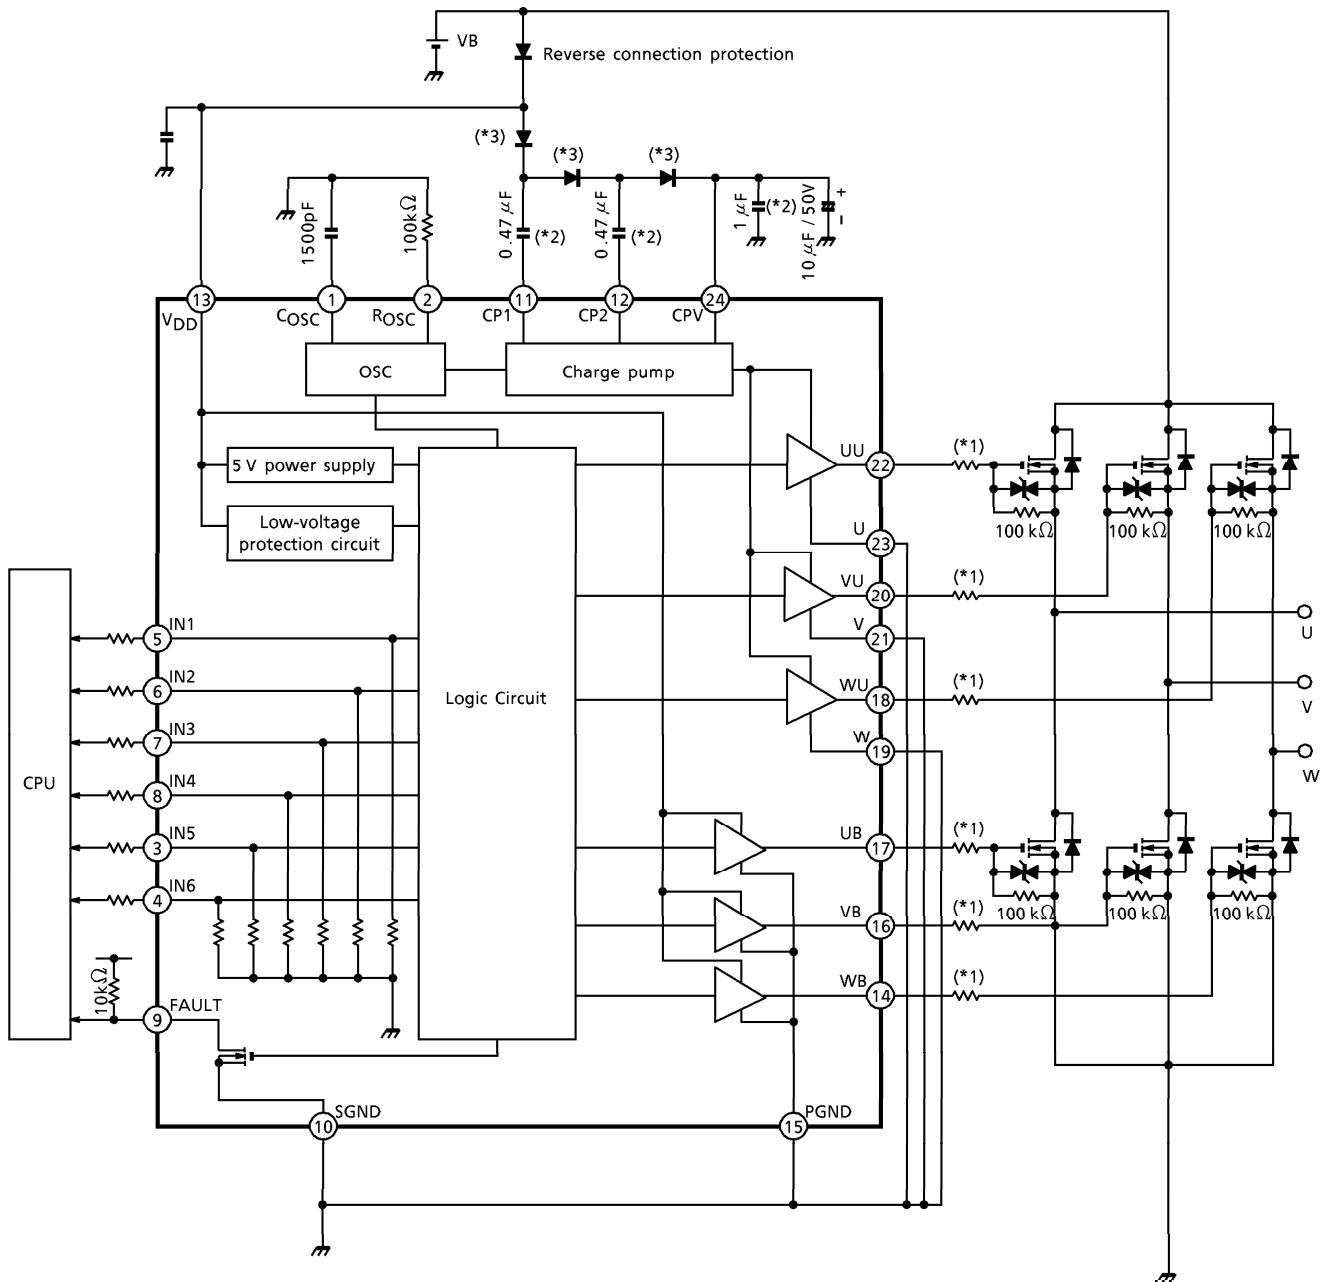 VB
Reverse connection protection
(*3)
(*3)
(*3)
1500pF
100kΩ
0.47 µF
(*2)
0.47 µF
(*2)
1 µF
(*2)
10 µF / 50V
+
-
13
1
2
11
12
24
VDD
COSC
ROSC
CP1
CP2
CPV
OSC
Charge pump
5 V power supply
Low-voltage
protection circuit
Logic Circuit
CPU
5
IN1
6
IN2
7
IN3
8
IN4
3
IN5
4
IN6
10kΩ
9
FAULT
UU
22
(*1)
U
23
VU
20
(*1)
V
21
WU
18
(*1)
W
19
UB
17
(*1)
VB
16
(*1)
WB
14
(*1)
100 kΩ
100 kΩ
100 kΩ
U
V
W
100 kΩ
100 kΩ
100 kΩ
10
SGND
15
PGND